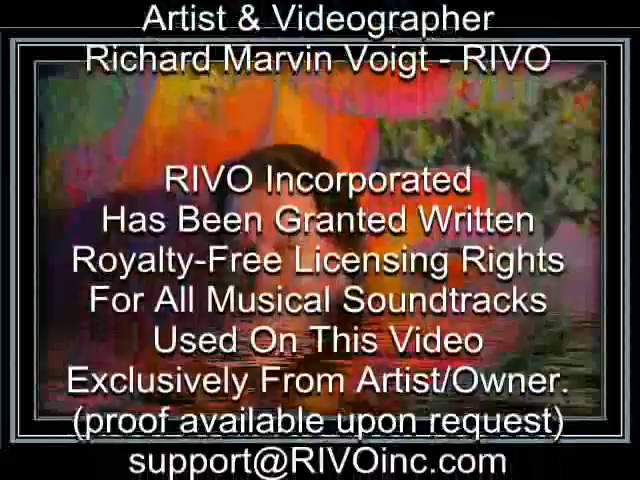 Artist & Videographer
Richard Marvin Voigt - RIVO
RIVO Incorporated
Has Been Granted Written
Royalty-Free Licensing Rights
For All Musical Soundtracks
Used On This Video
Exclusively From Artist/Owner.
(proof available upon request)
support@RIVOinc.com